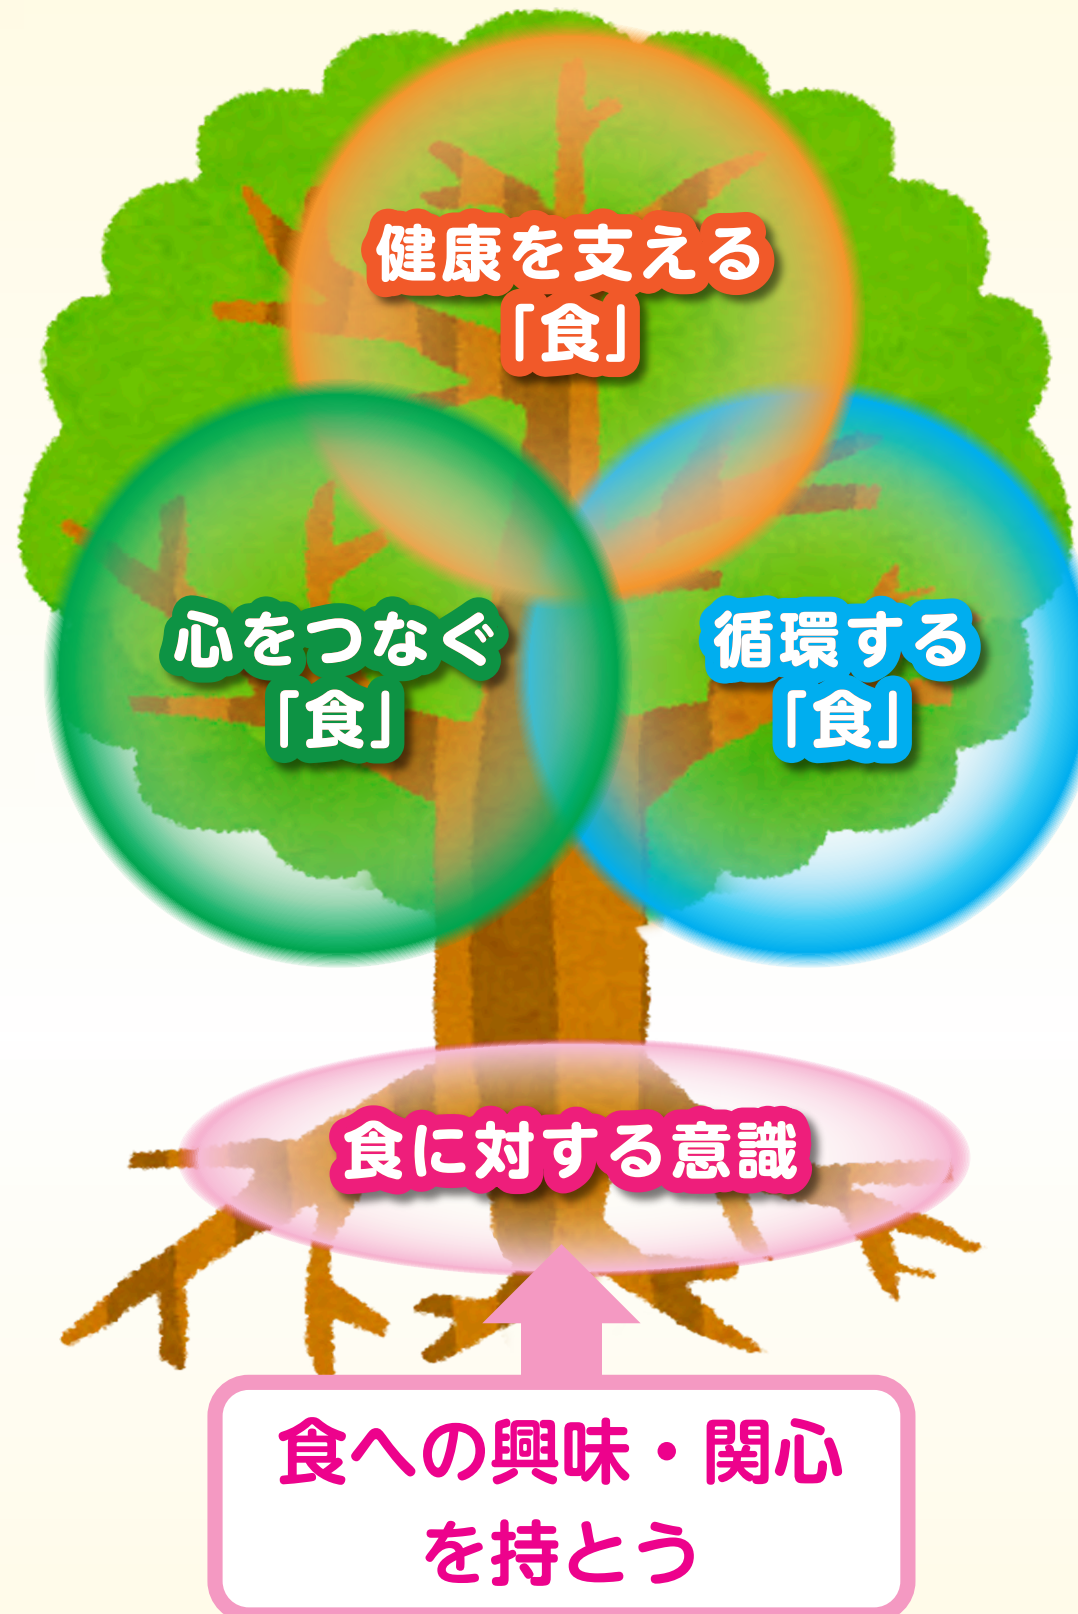 健康を支える
「食」
心をつなぐ
「食」
循環する
「食」
食に対する意識
食への興味・関心
を持とう